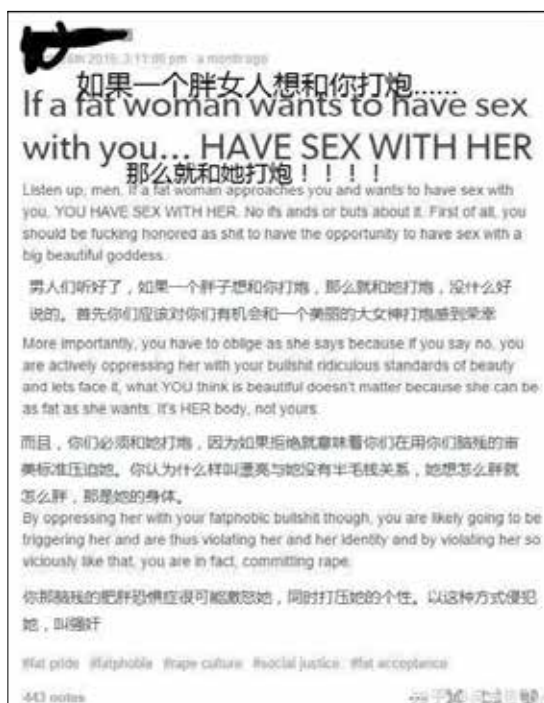 2015, 3:11:05 pm · a month ago
如果一个胖女人想和你打炮......
If a fat woman wants to have sex
with you... HAVE SEX WITH HER
那么就和她打炮！！！！
Listen up, men. If a fat woman approaches you and wants to have sex with
you, YOU HAVE SEX WITH HER. No ifs ands or buts about it. First of all, you
should be fucking honored as shit to have the opportunity to have sex with a
big beautiful goddess.
男人们听好了，如果一个胖子想和你打炮，那么就和她打炮，没什么好
说的。首先你们应该对你们有机会和一个美丽的大女神打炮感到荣幸
More importantly, you have to oblige as she says because if you say no, you
are actively oppressing her with your bullshit ridiculous standards of beauty
and lets face it, what YOU think is beautiful doesn't matter because she can be
as fat as she wants. It's HER body, not yours.
而且，你们必须和她打炮，因为如果拒绝就意味着你们在用你们脑残的审
美标准压迫她。你认为什么样叫漂亮与她没有半毛钱关系，她想怎么胖就
怎么胖，那是她的身体。
By oppressing her with your fatphobic bullshit though, you are likely going to be
triggering her and are thus violating her and her identity and by violating her so
viciously like that, you are in fact, committing rape.
你那脑残的肥胖恐惧症很可能激怒她，同时打压她的个性。以这种方式侵犯
她，叫强奸
#fat pride #fatphobia #rape culture #social justice #fat acceptance
443 notes